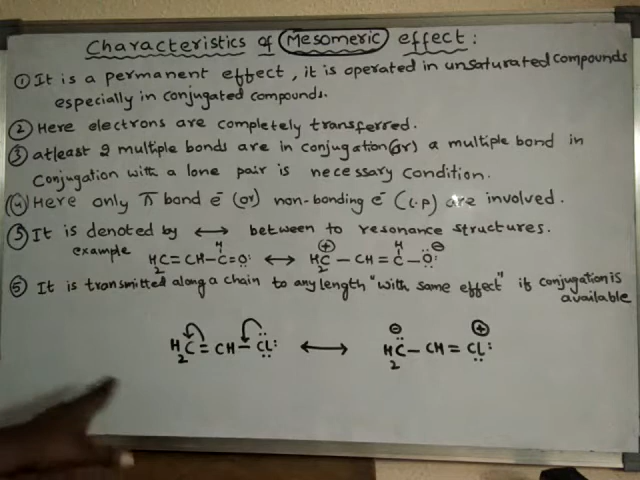 Characteristics of Mesomeric effect :
① It is a permanent effect, it is operated in unsaturated compounds
especially in conjugated compounds.
② Here electrons are completely transferred.
③ atleast 2 multiple bonds are in conjugation (or) a multiple bond in
conjugation with a lone pair is necessary condition.
④ Here only π bond e⁻ (or) non-bonding e⁻ (l.p) are involved.
⑤ It is denoted by ↔ between to resonance structures.
example
H₂C=CH-C(H)=O: ↔ H₂C⊕-CH=C(H)-O:⊖
⑤ It is transmitted along a chain to any length "with same effect" if conjugation is
available
H₂C=CH-Cl: ↔ H₂C⊖-CH=Cl:⊕